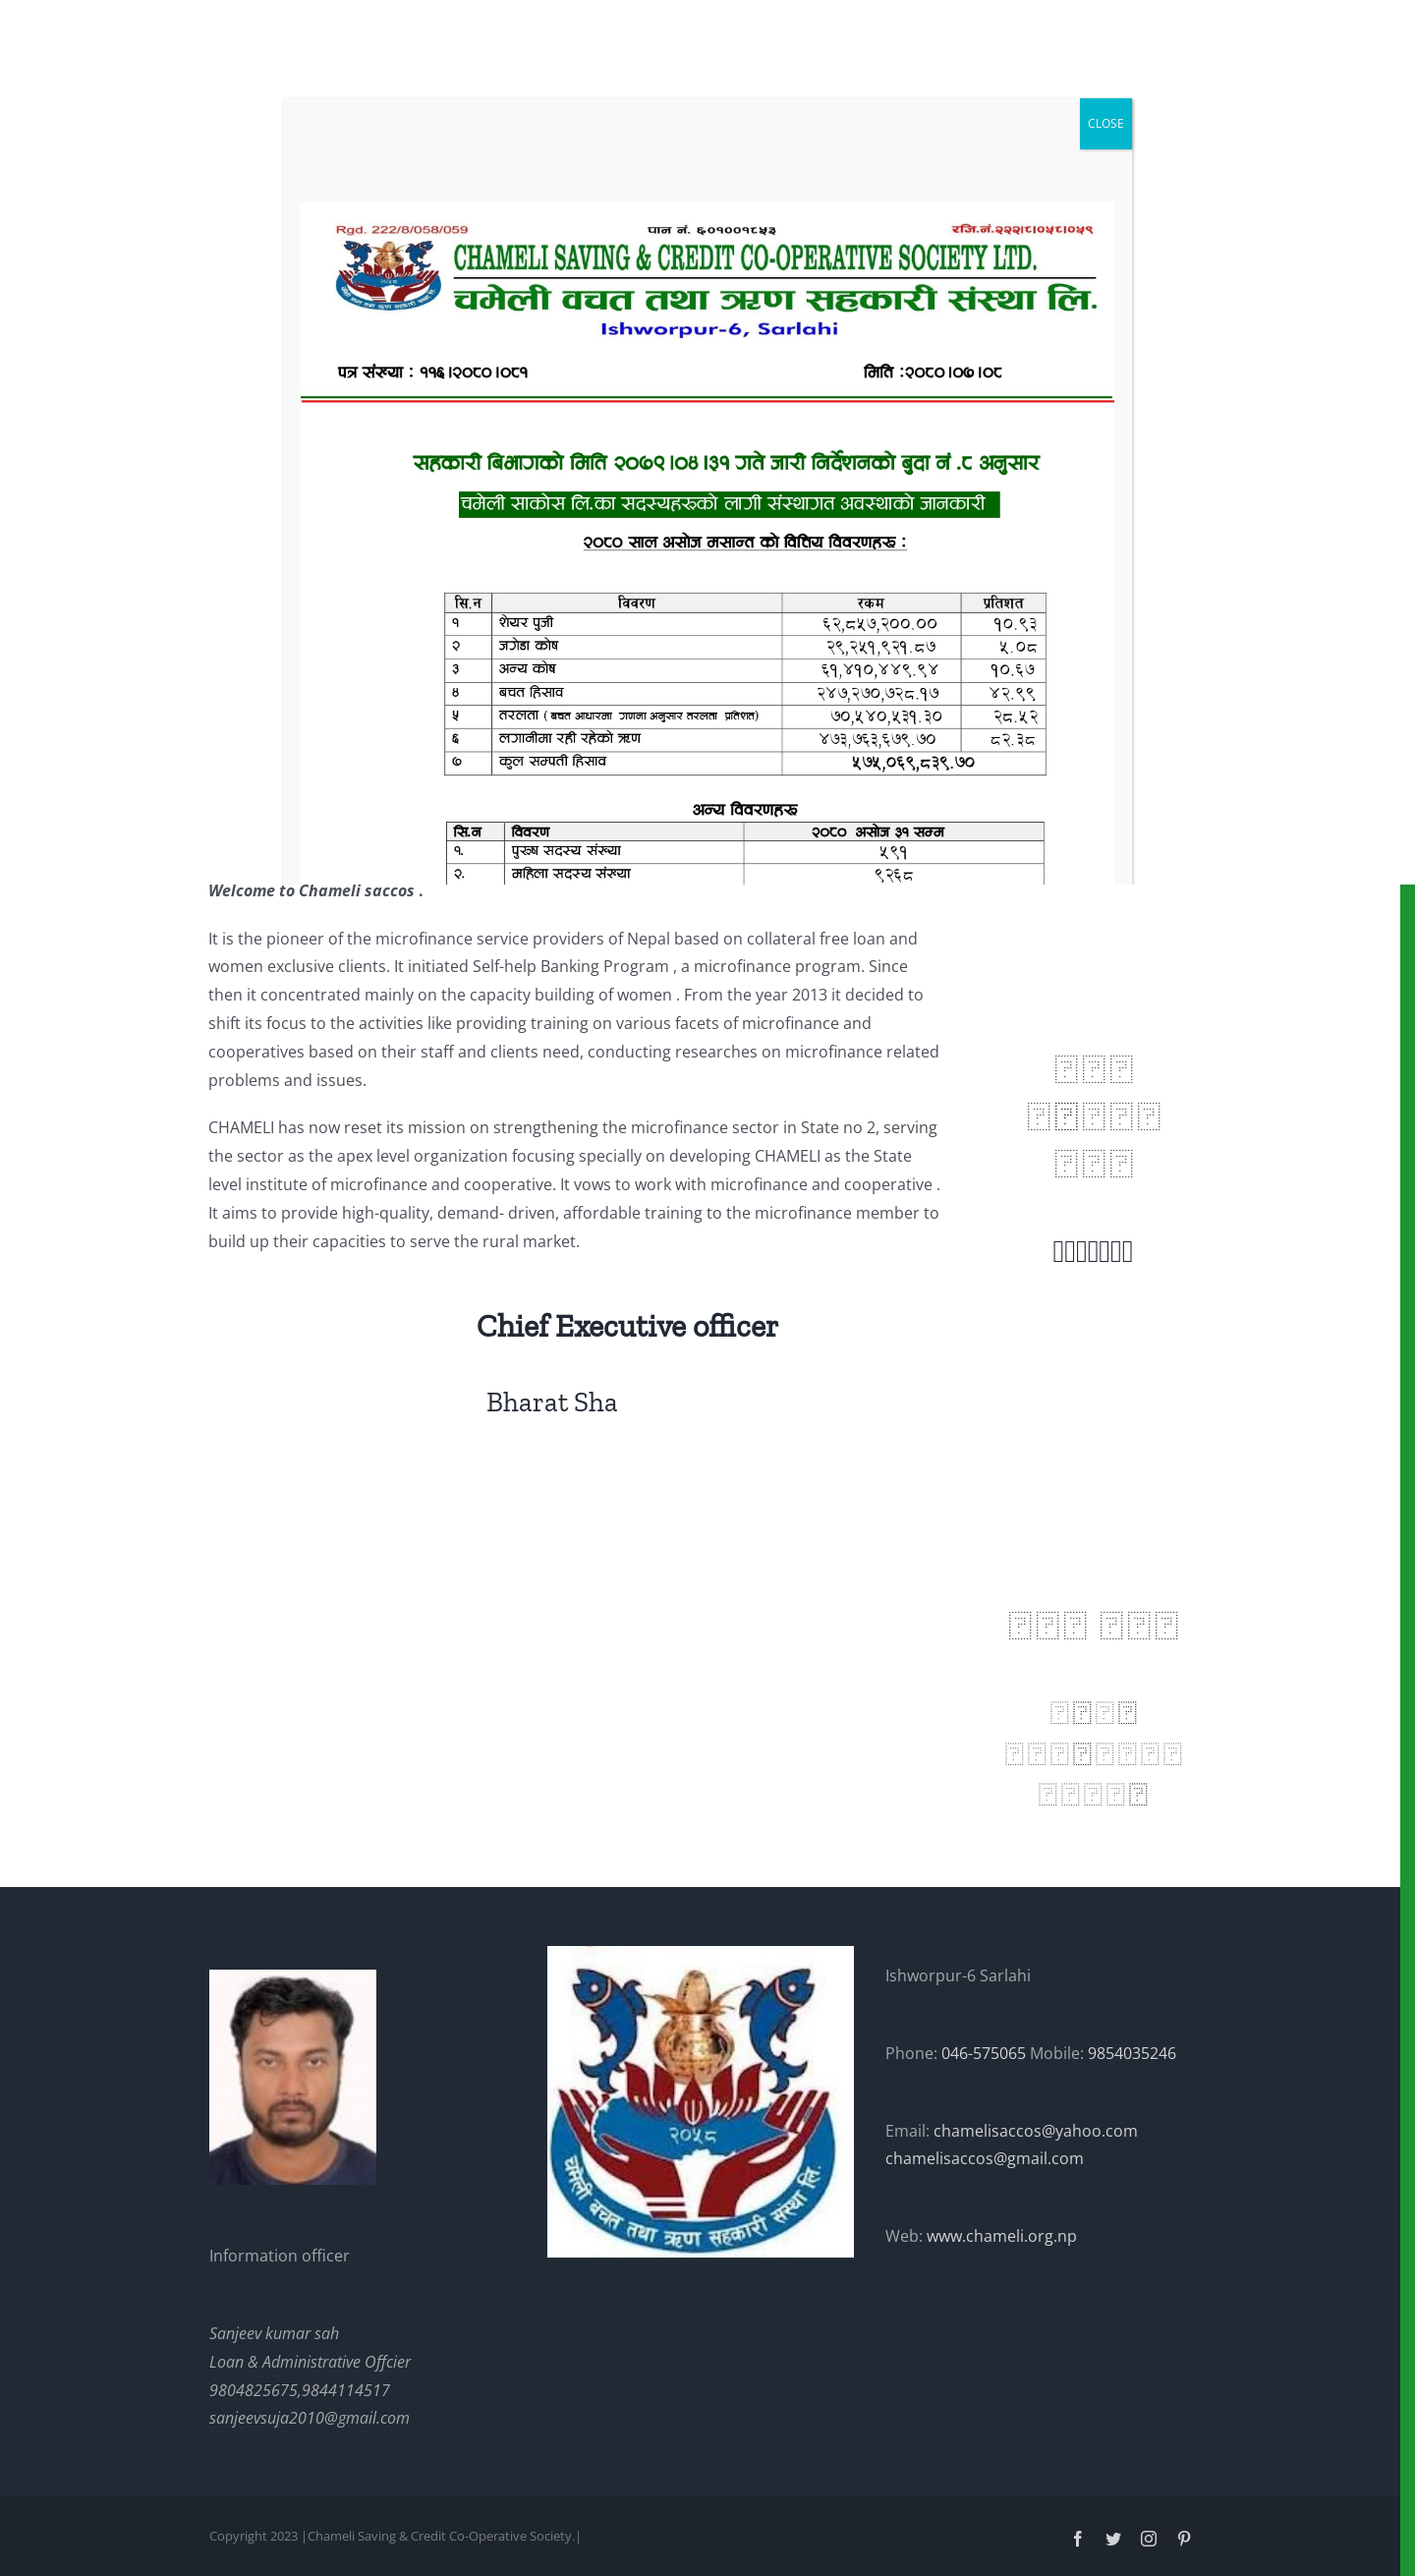 CLOSE
Rgd. 222/8/058/059 पान नं. ६०१००१८५३ रजि.नं.२२२।८।०५८।०५९
CHAMELI SAVING & CREDIT CO-OPERATIVE SOCIETY LTD.
चमेली वचत तथा ऋण सहकारी संस्था लि.
Ishworpur-6, Sarlahi
पत्र संख्या : ११६।२०८०।०८१ मिति :२०८०।०७।०८
सहकारी बिभागको मिति २०७९।०४।३१ गते जारी निर्देशनको बुदा नं .८ अनुसार
चमेली साकोस लि.का सदस्यहरुको लागी संस्थागत अवस्थाको जानकारी
२०८० साल असोज मसान्त को वित्तिय विवरणहरु :
सि.न विवरण रकम प्रतिशत
१ शेयर पुजी ६२,८५७,२००.०० १०.९३
२ जगेडा कोष २९,२५१,९२१.८७ ५.०८
३ अन्य कोष ६१,४१०,४४९.९४ १०.६७
४ बचत हिसाव २४७,२७०,७२८.१७ ४२.९९
५ तरलता ( बचत आधारमा गणना अनुसार तरलता प्रतिशत) ७०,५४०,५३१.३० २८.५२
६ लगानीमा रही रहेको ऋण ४७३,७६३,६७९.७० ८२.३८
७ कुल सम्पती हिसाव ५७५,०६९,८३९.७०
अन्य विवरणहरु
सि.न विवरण २०८० असोज ३१ सम्म
१. पुरुष सदस्य संख्या ५९१
२. महिला सदस्य संख्या ९२६८
Welcome to Chameli saccos .
It is the pioneer of the microfinance service providers of Nepal based on collateral free loan and
women exclusive clients. It initiated Self-help Banking Program , a microfinance program. Since
then it concentrated mainly on the capacity building of women . From the year 2013 it decided to
shift its focus to the activities like providing training on various facets of microfinance and
cooperatives based on their staff and clients need, conducting researches on microfinance related
problems and issues.
CHAMELI has now reset its mission on strengthening the microfinance sector in State no 2, serving
the sector as the apex level organization focusing specially on developing CHAMELI as the State
level institute of microfinance and cooperative. It vows to work with microfinance and cooperative .
It aims to provide high-quality, demand- driven, affordable training to the microfinance member to
build up their capacities to serve the rural market.
Chief Executive officer
Bharat Sha
२०५८
चमेली बचत तथा ऋण सहकारी संस्था लि.
Information officer
Sanjeev kumar sah
Loan & Administrative Offcier
9804825675,9844114517
sanjeevsuja2010@gmail.com
Ishworpur-6 Sarlahi
Phone: 046-575065 Mobile: 9854035246
Email: chamelisaccos@yahoo.com
chamelisaccos@gmail.com
Web: www.chameli.org.np
Copyright 2023 |Chameli Saving & Credit Co-Operative Society.|